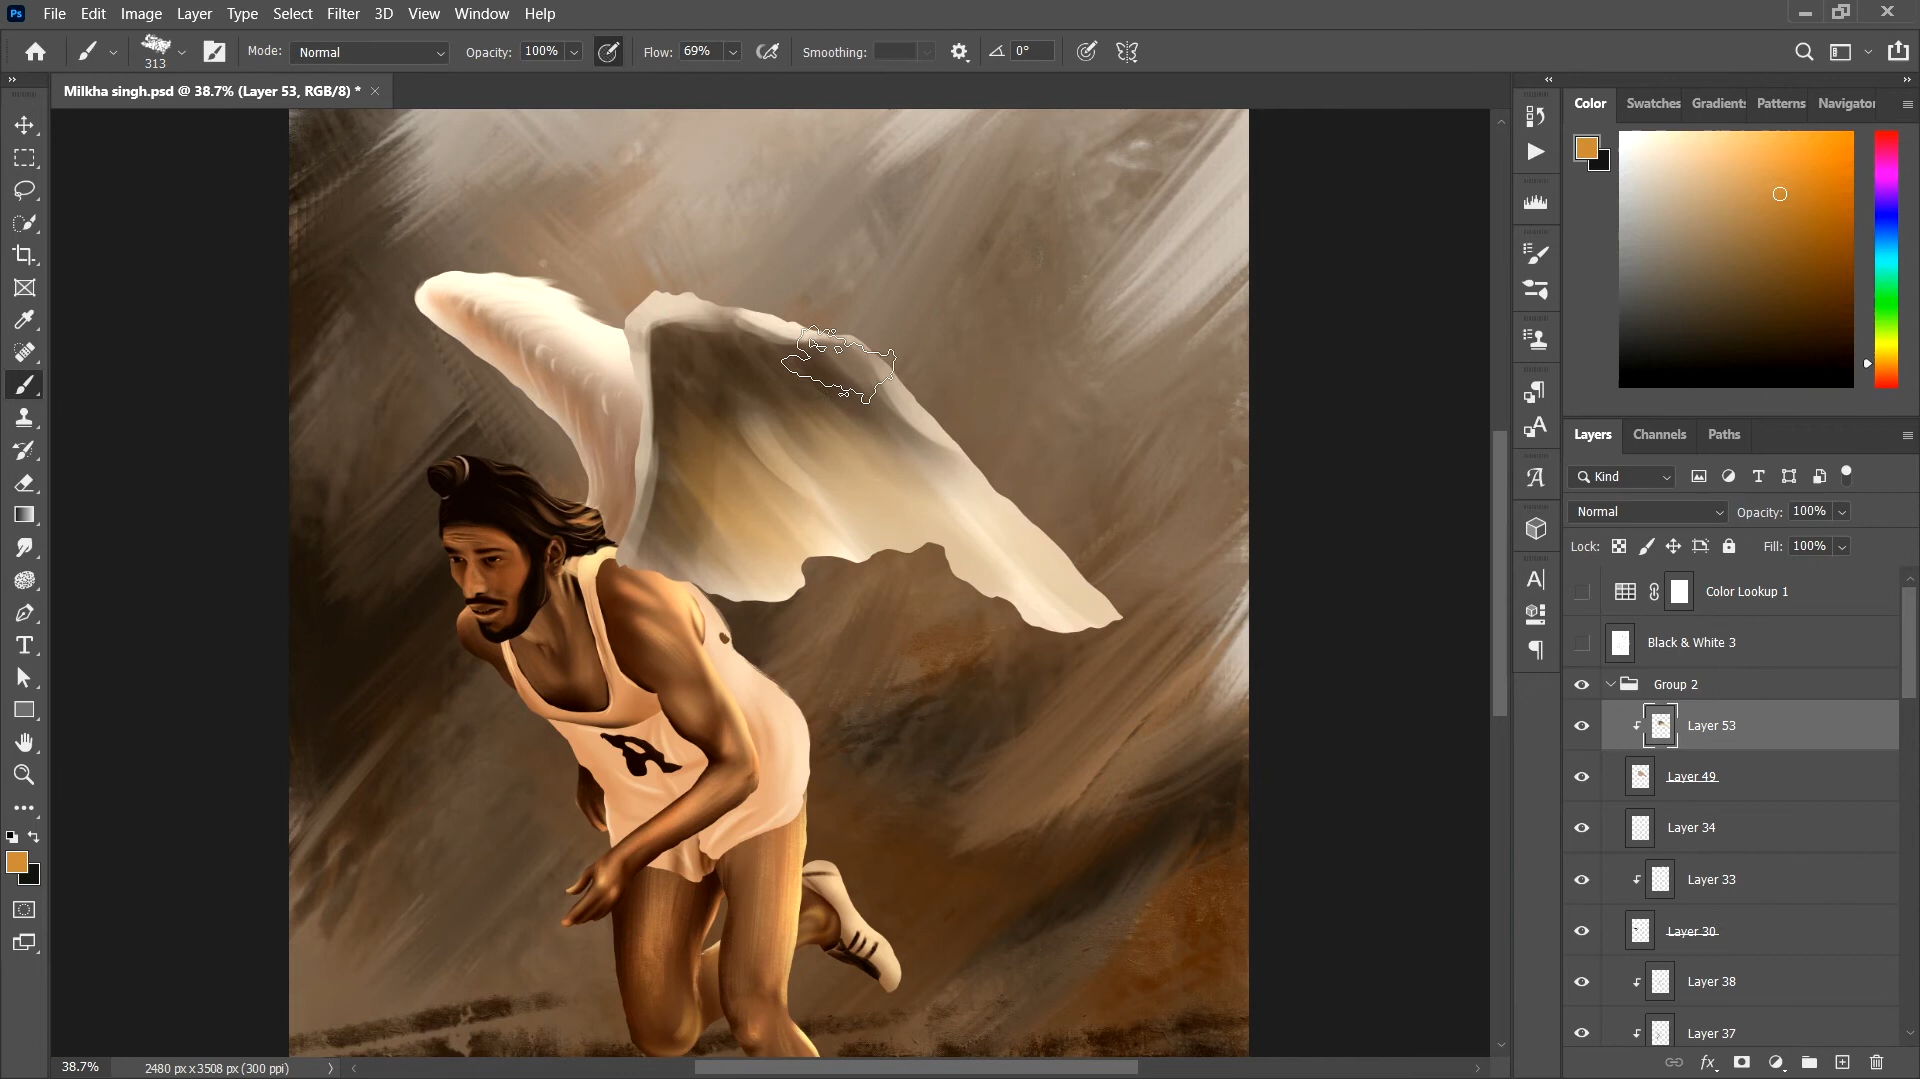 Ps File Edit Image Layer Type Select Filter 3D View Window Help
313 Mode: Normal Opacity: 100% Flow: 69% Smoothing: 0°
Milkha singh.psd @ 38.7% (Layer 53, RGB/8) *
Color Swatches Gradients Patterns Navigator
Layers Channels Paths
Kind
Normal Opacity: 100%
Lock: Fill: 100%
Color Lookup 1
Black & White 3
Group 2
Layer 53
Layer 49
Layer 34
Layer 33
Layer 30
Layer 38
Layer 37
38.7% 2480 px x 3508 px (300 ppi)